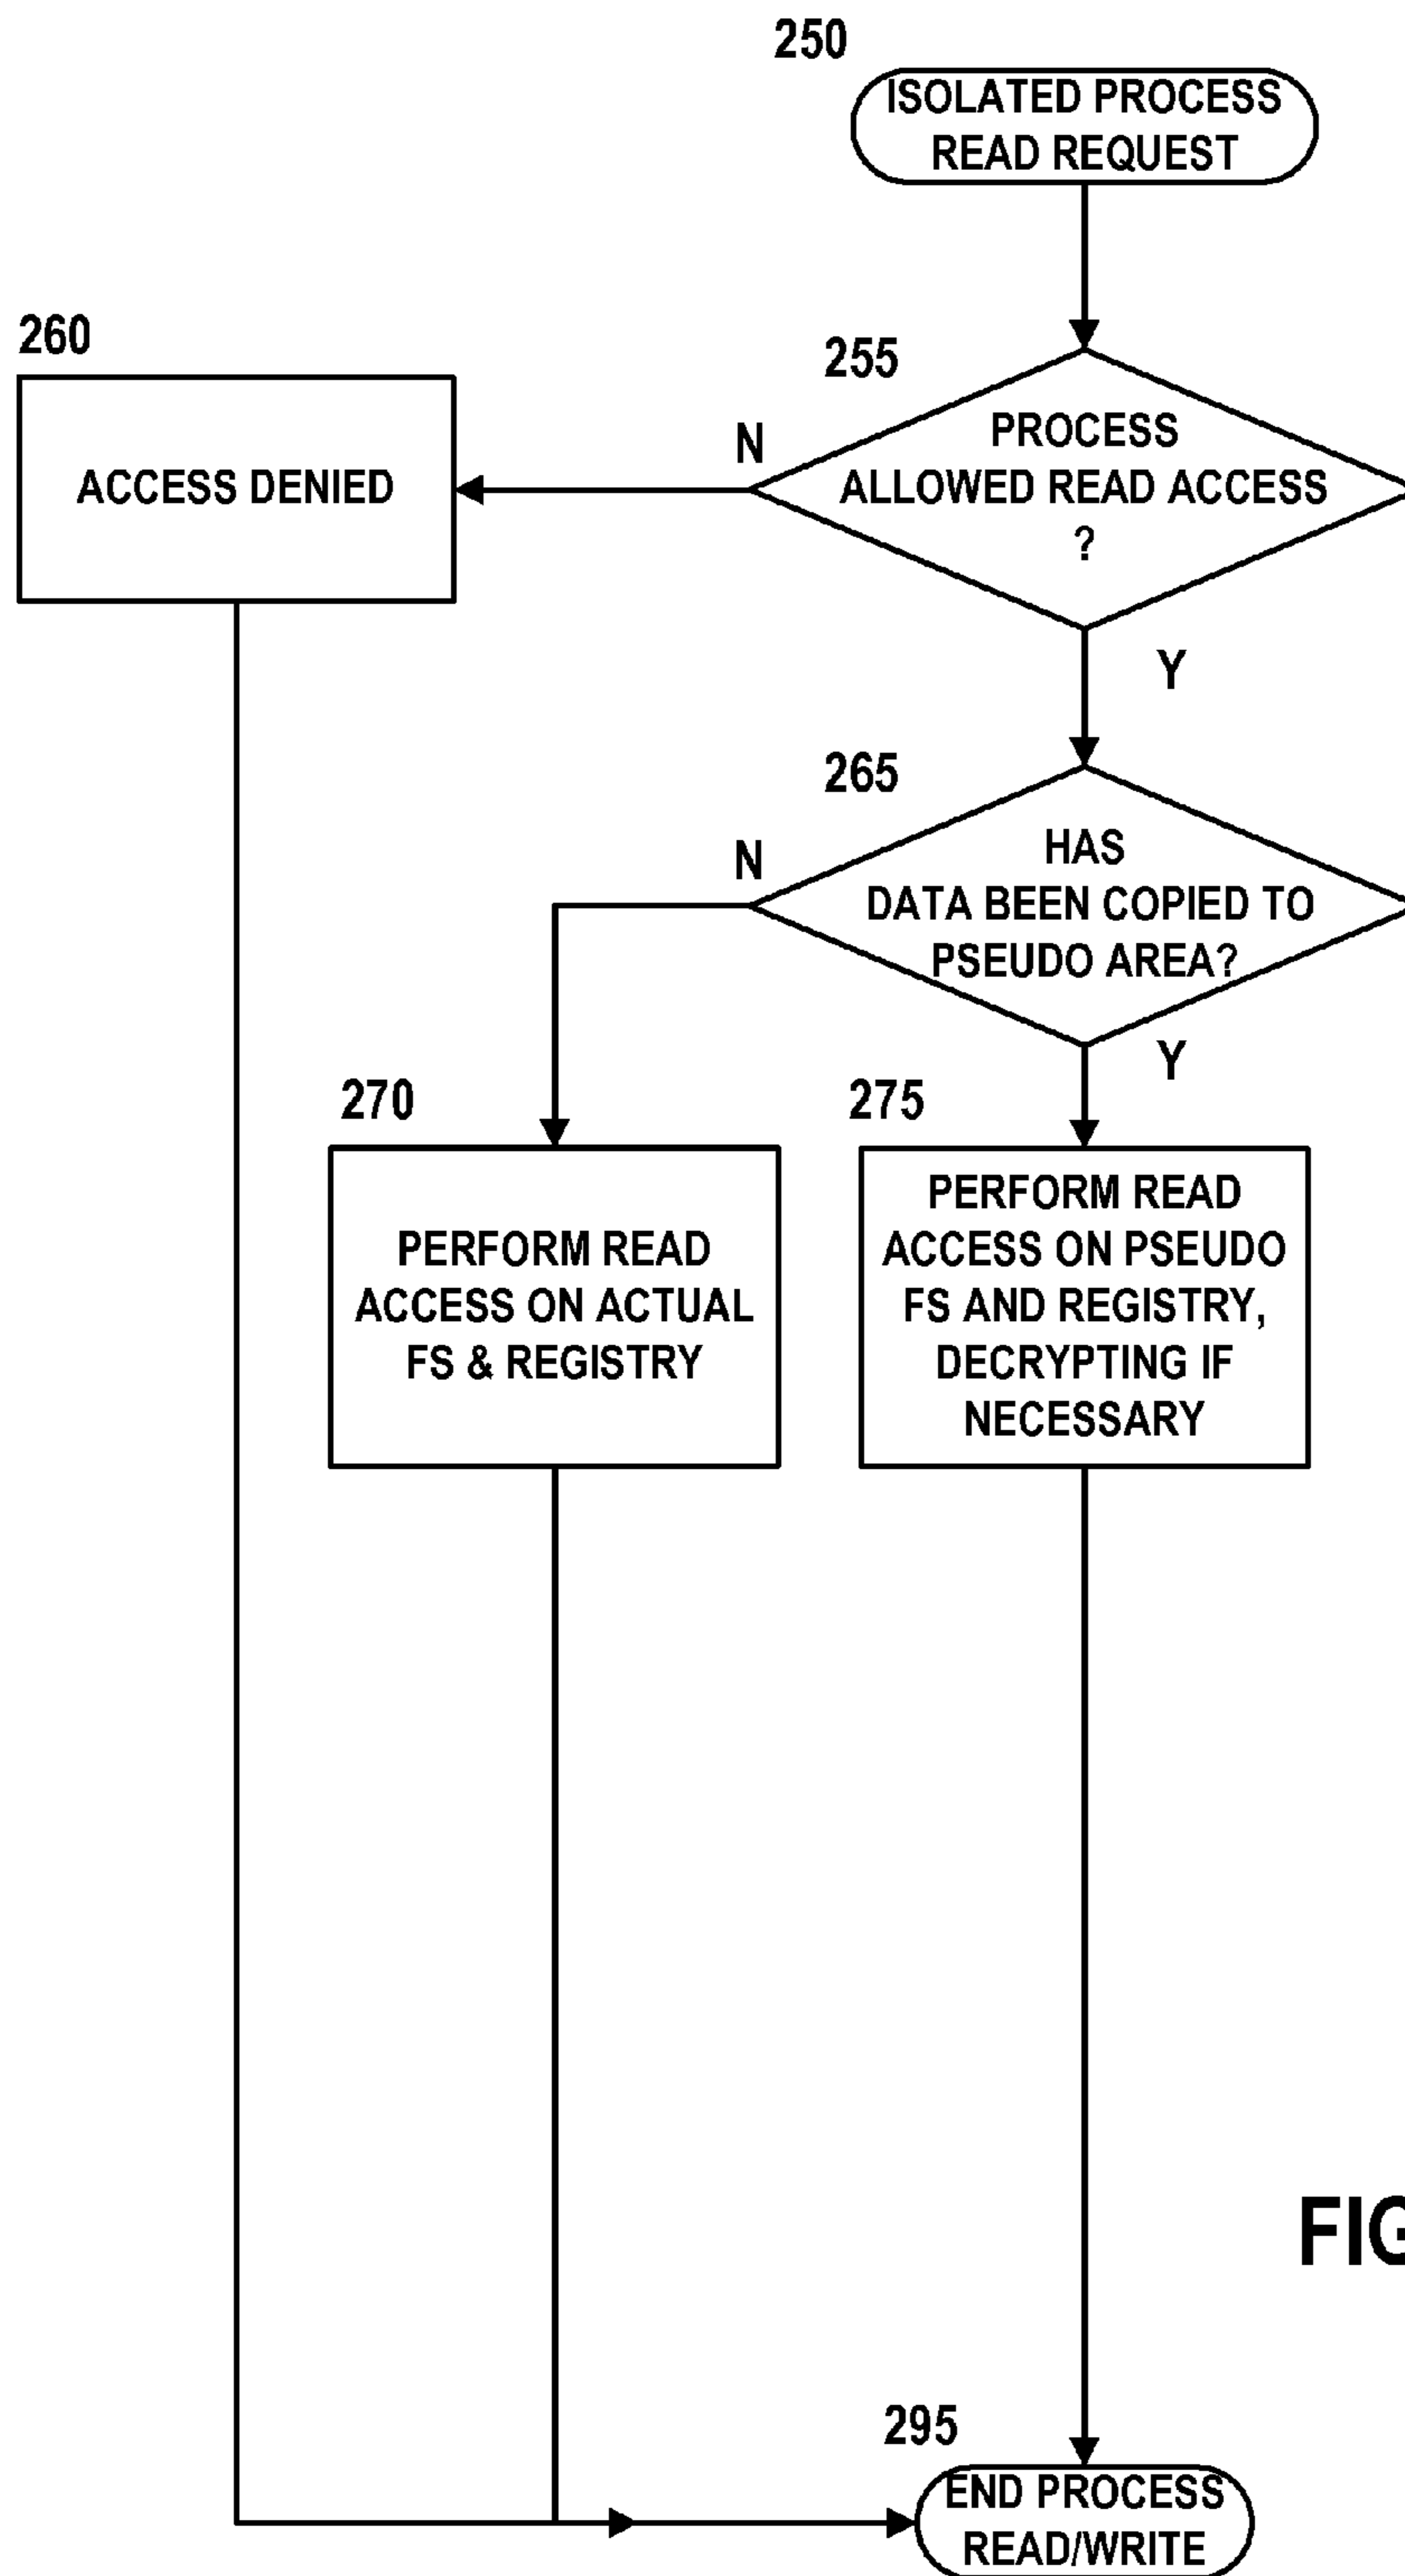 250
ISOLATED PROCESS
READ REQUEST
260
255
N
PROCESS
ALLOWED READ ACCESS
?
ACCESS DENIED
Y
265
N
HAS
DATA BEEN COPIED TO
PSEUDO AREA?
Y
270
275
PERFORM READ
ACCESS ON ACTUAL
FS & REGISTRY
PERFORM READ
ACCESS ON PSEUDO
FS AND REGISTRY,
DECRYPTING IF
NECESSARY
FIG
295
END PROCESS
READ/WRITE